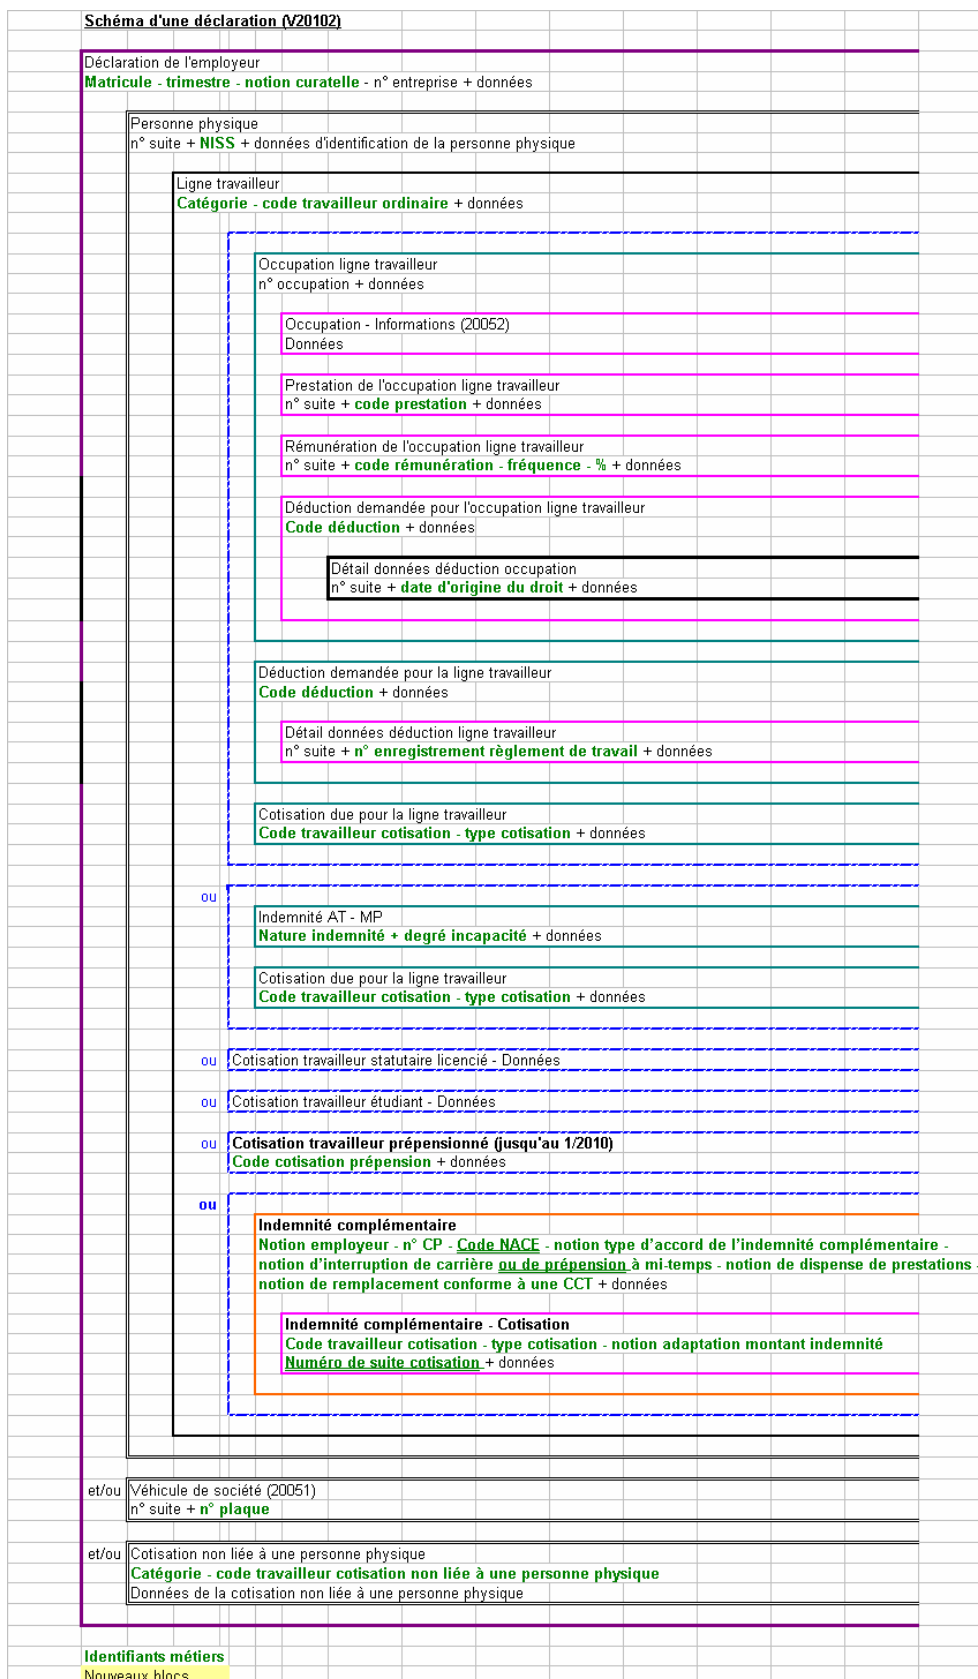 Schéma d'une déclaration (V20102)
Déclaration de l'employeur
Matricule - trimestre - notion curatelle - n° entreprise + données
Personne physique
n° suite + NISS + données d'identification de la personne physique
Ligne travailleur
Catégorie - code travailleur ordinaire + données
Occupation ligne travailleur
n° occupation + données
Occupation - Informations (20052)
Données
Prestation de l'occupation ligne travailleur
n° suite + code prestation + données
Rémunération de l'occupation ligne travailleur
n° suite + code rémunération - fréquence - % + données
Déduction demandée pour l'occupation ligne travailleur
Code déduction + données
Détail données déduction occupation
n° suite + date d'origine du droit + données
Déduction demandée pour la ligne travailleur
Code déduction + données
Détail données déduction ligne travailleur
n° suite + n° enregistrement règlement de travail + données
Cotisation due pour la ligne travailleur
Code travailleur cotisation - type cotisation + données
ou
Indemnité AT - MP
Nature indemnité + degré incapacité + données
Cotisation due pour la ligne travailleur
Code travailleur cotisation - type cotisation + données
ou Cotisation travailleur statutaire licencié - Données
ou Cotisation travailleur étudiant - Données
ou Cotisation travailleur prépensionné (jusqu'au 1/2010)
Code cotisation prépension + données
ou
Indemnité complémentaire
Notion employeur - n° CP - Code NACE - notion type d'accord de l'indemnité complémentaire -
notion d'interruption de carrière ou de prépension à mi-temps - notion de dispense de prestations -
notion de remplacement conforme à une CCT + données
Indemnité complémentaire - Cotisation
Code travailleur cotisation - type cotisation - notion adaptation montant indemnité
Numéro de suite cotisation + données
et/ou Véhicule de société (20051)
n° suite + n° plaque
et/ou Cotisation non liée à une personne physique
Catégorie - code travailleur cotisation non liée à une personne physique
Données de la cotisation non liée à une personne physique
Identifiants métiers
Nouveaux blocs